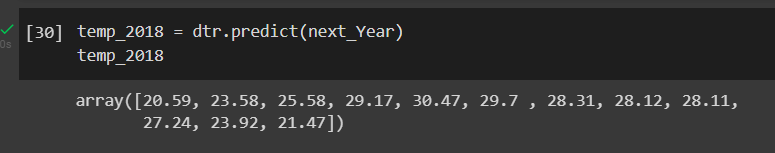 [30] temp_2018 = dtr.predict(next_Year)
temp_2018
0s
array([20.59, 23.58, 25.58, 29.17, 30.47, 29.7 , 28.31, 28.12, 28.11,
27.24, 23.92, 21.47])